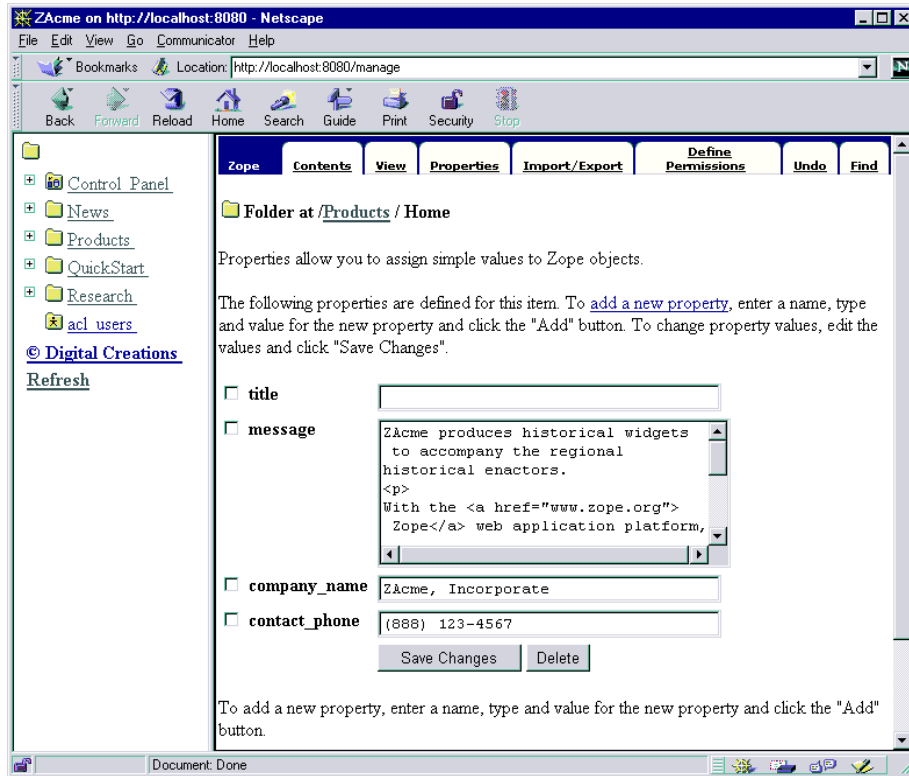 ZAcme on http://localhost:8080 - Netscape
File Edit View Go Communicator Help
Bookmarks Location: http://localhost:8080/manage
N
Back Forward Reload Home Search Guide Print Security Stop
Control_Panel
News
Products
QuickStart
Research
acl_users
© Digital Creations
Refresh
Zope Contents View Properties Import/Export Define Permissions Undo Find
Folder at /Products / Home
Properties allow you to assign simple values to Zope objects.
The following properties are defined for this item. To add a new property, enter a name, type
and value for the new property and click the "Add" button. To change property values, edit the
values and click "Save Changes".
title
message
ZAcme produces historical widgets
to accompany the regional
historical enactors.
<p>
With the <a href="www.zope.org">
Zope</a> web application platform,
company_name ZAcme, Incorporate
contact_phone (888) 123-4567
Save Changes Delete
To add a new property, enter a name, type and value for the new property and click the "Add"
button.
Document: Done